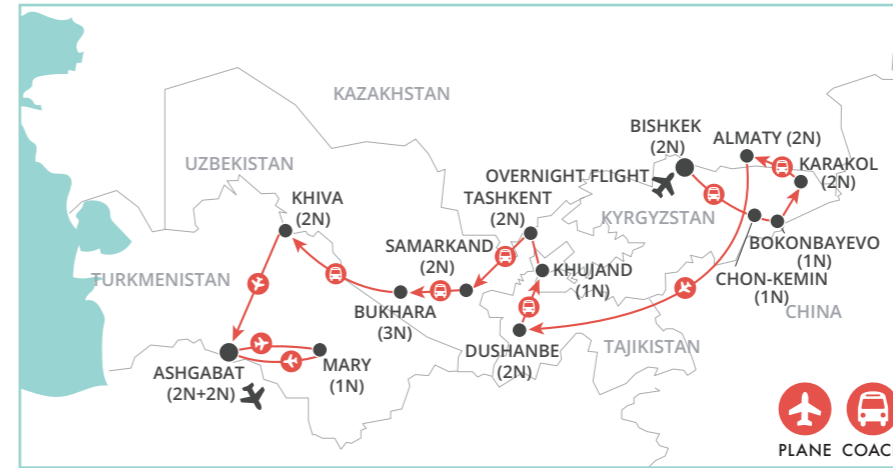 KAZAKHSTAN
UZBEKISTAN
TURKMENISTAN
KYRGYZSTAN
TAJIKISTAN
CHINA
BISHKEK
(2N)
ALMATY (2N)
KARAKOL
(2N)
OVERNIGHT FLIGHT
TASHKENT
(2N)
KHIVA
(2N)
SAMARKAND
(2N)
KHUJAND
(1N)
BOKONBAYEVO
(1N)
CHON-KEMIN
(1N)
BUKHARA
(3N)
DUSHANBE
(2N)
ASHGABAT
(2N+2N)
MARY
(1N)
PLANE
COAC